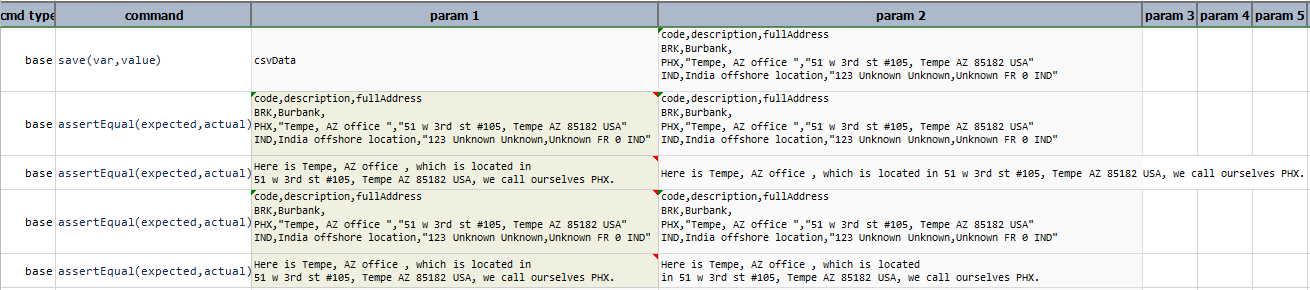 cmd type command param 1 param 2 param 3 param 4 param 5
base save(var,value) csvData
code,description,fullAddress
BRK,Burbank,
PHX,"Tempe, AZ office ","51 w 3rd st #105, Tempe AZ 85182 USA"
IND,India offshore location,"123 Unknown Unknown,Unknown FR 0 IND"
base assertEqual(expected,actual)
code,description,fullAddress
BRK,Burbank,
PHX,"Tempe, AZ office ","51 w 3rd st #105, Tempe AZ 85182 USA"
IND,India offshore location,"123 Unknown Unknown,Unknown FR 0 IND"
code,description,fullAddress
BRK,Burbank,
PHX,"Tempe, AZ office ","51 w 3rd st #105, Tempe AZ 85182 USA"
IND,India offshore location,"123 Unknown Unknown,Unknown FR 0 IND"
base assertEqual(expected,actual)
Here is Tempe, AZ office , which is located in
51 w 3rd st #105, Tempe AZ 85182 USA, we call ourselves PHX.
Here is Tempe, AZ office , which is located in 51 w 3rd st #105, Tempe AZ 85182 USA, we call ourselves PHX.
base assertEqual(expected,actual)
code,description,fullAddress
BRK,Burbank,
PHX,"Tempe, AZ office ","51 w 3rd st #105, Tempe AZ 85182 USA"
IND,India offshore location,"123 Unknown Unknown,Unknown FR 0 IND"
code,description,fullAddress
BRK,Burbank,
PHX,"Tempe, AZ office ","51 w 3rd st #105, Tempe AZ 85182 USA"
IND,India offshore location,"123 Unknown Unknown,Unknown FR 0 IND"
base assertEqual(expected,actual)
Here is Tempe, AZ office , which is located in
51 w 3rd st #105, Tempe AZ 85182 USA, we call ourselves PHX.
Here is Tempe, AZ office , which is located
in 51 w 3rd st #105, Tempe AZ 85182 USA, we call ourselves PHX.